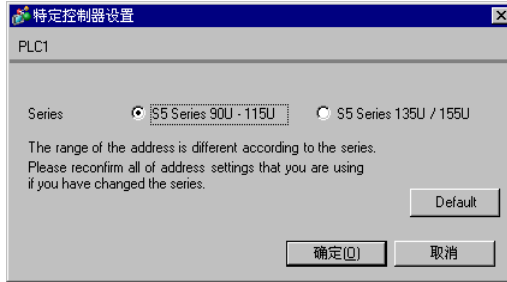 特定控制器设置
PLC1
Series S5 Series 90U - 115U S5 Series 135U / 155U
The range of the address is different according to the series.
Please reconfirm all of address settings that you are using
if you have changed the series.
Default
确定(O) 取消